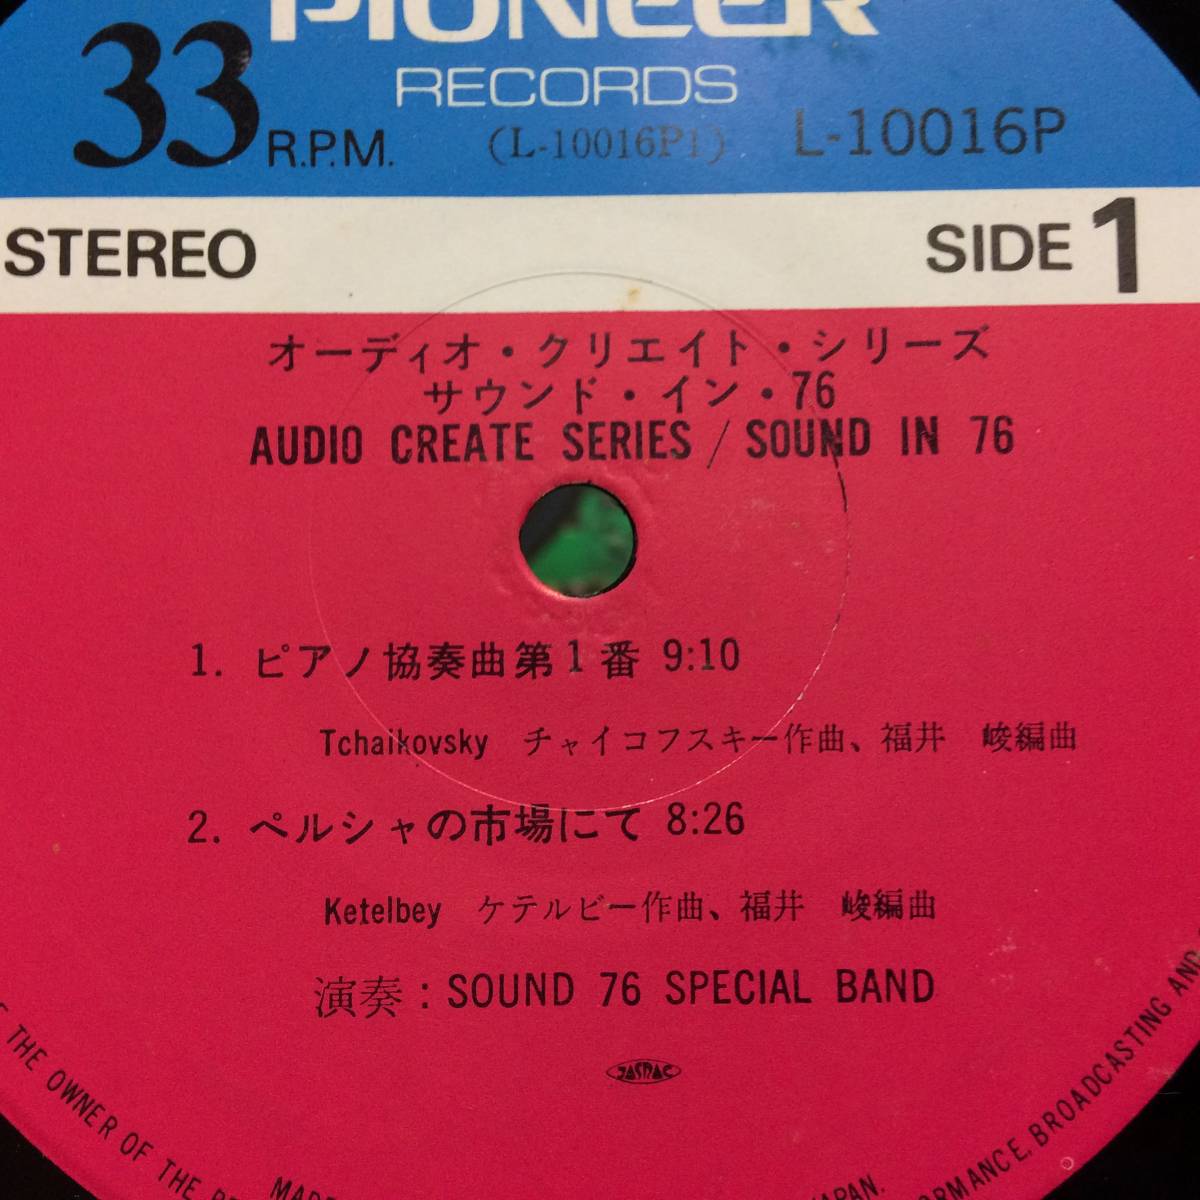 PIONEER
RECORDS
33 R.P.M. (L-10016P1) L-10016P
STEREO SIDE 1
オーディオ・クリエイト・シリーズ
サウンド・イン・76
AUDIO CREATE SERIES / SOUND IN 76
1. ピアノ協奏曲第1番 9:10
Tchaikovsky チャイコフスキー作曲、福井 峻編曲
2. ペルシャの市場にて 8:26
Ketelbey ケテルビー作曲、福井 峻編曲
演奏: SOUND 76 SPECIAL BAND
JASRAC
THE OWNER OF THE
MADE
JAPAN.
BROADCASTING AND